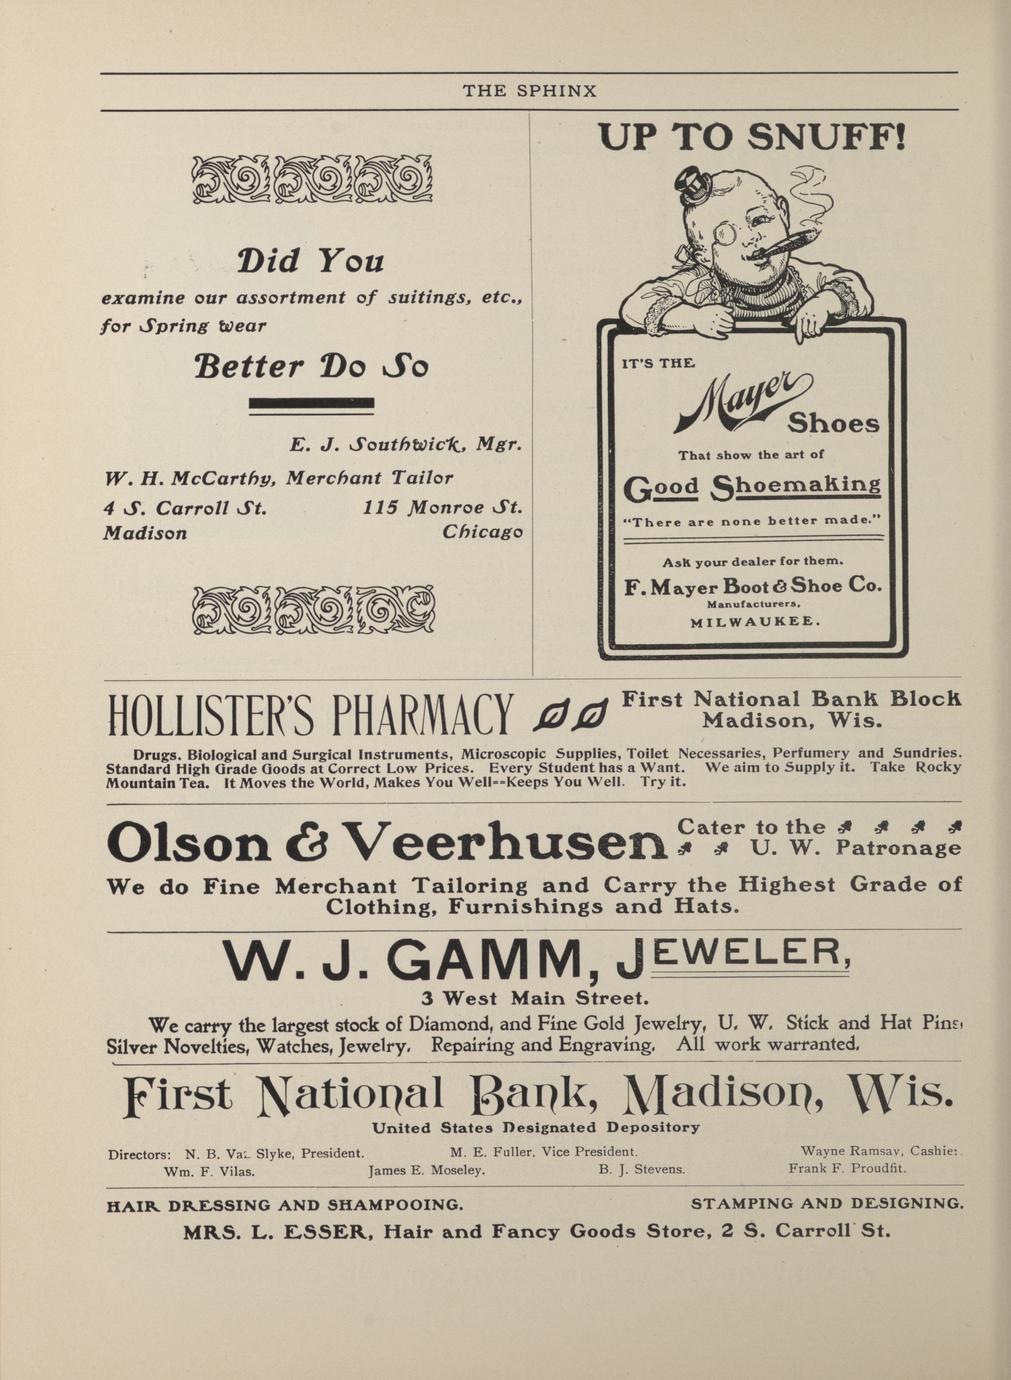 THE SPHINX
Did You
examine our assortment of suitings, etc.,
for Spring wear
Better Do So
E. J. Southwick, Mgr.
W. H. McCarthy, Merchant Tailor
4 S. Carroll St. 115 Monroe St.
Madison Chicago
UP TO SNUFF!
IT'S THE
Mayer
Shoes
That show the art of
Good Shoemaking
"There are none better made."
Ask your dealer for them.
F. Mayer Boot & Shoe Co.
Manufacturers,
MILWAUKEE.
HOLLISTER'S PHARMACY
First National Bank Block
Madison, Wis.
Drugs. Biological and Surgical Instruments, Microscopic Supplies, Toilet Necessaries, Perfumery and Sundries.
Standard High Grade Goods at Correct Low Prices. Every Student has a Want. We aim to Supply it. Take Rocky
Mountain Tea. It Moves the World, Makes You Well==Keeps You Well. Try it.
Olson & Veerhusen
Cater to the
U. W. Patronage
We do Fine Merchant Tailoring and Carry the Highest Grade of
Clothing, Furnishings and Hats.
W. J. GAMM, JEWELER,
3 West Main Street.
We carry the largest stock of Diamond, and Fine Gold Jewelry, U. W. Stick and Hat Pins,
Silver Novelties, Watches, Jewelry. Repairing and Engraving. All work warranted.
First National Bank, Madison, Wis.
United States Designated Depository
Directors: N. B. Van Slyke, President. M. E. Fuller, Vice President. Wayne Ramsay, Cashier.
Wm. F. Vilas. James E. Moseley. B. J. Stevens. Frank F. Proudfit.
HAIR DRESSING AND SHAMPOOING. STAMPING AND DESIGNING.
MRS. L. ESSER, Hair and Fancy Goods Store, 2 S. Carroll St.